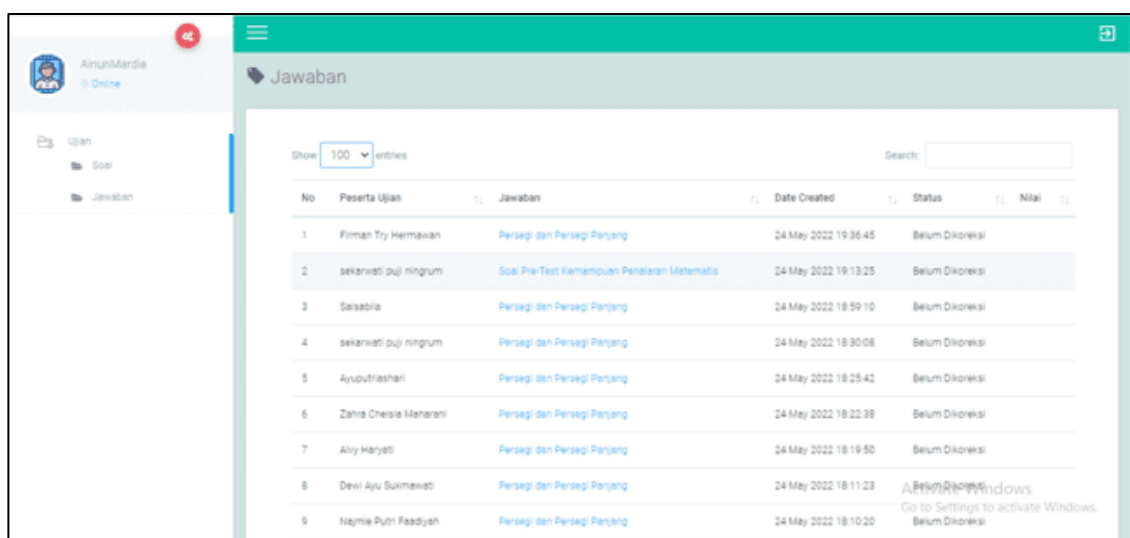 AinunMardia
Online
Jawaban
Ujian
Soal
Jawaban
Show 100 entries Search:
No Peserta Ujian Jawaban Date Created Status Nilai
1 Firman Try Hermawan Persegi dan Persegi Panjang 24 May 2022 19:36:45 Belum Dikoreksi
2 sekarwati puji ningrum Soal Pre-Test Kemampuan Penalaran Matematis 24 May 2022 19:13:25 Belum Dikoreksi
3 Salsabila Persegi dan Persegi Panjang 24 May 2022 18:59:10 Belum Dikoreksi
4 sekarwati puji ningrum Persegi dan Persegi Panjang 24 May 2022 18:30:08 Belum Dikoreksi
5 Ayuputriashari Persegi dan Persegi Panjang 24 May 2022 18:25:42 Belum Dikoreksi
6 Zahra Chelsia Maharani Persegi dan Persegi Panjang 24 May 2022 18:22:38 Belum Dikoreksi
7 Alvy Haryati Persegi dan Persegi Panjang 24 May 2022 18:19:50 Belum Dikoreksi
8 Dewi Ayu Sukmawati Persegi dan Persegi Panjang 24 May 2022 18:11:23 Belum Dikoreksi
Activate Windows
Go to Settings to activate Windows.
9 Najmie Putri Faadiyah Persegi dan Persegi Panjang 24 May 2022 18:10:20 Belum Dikoreksi